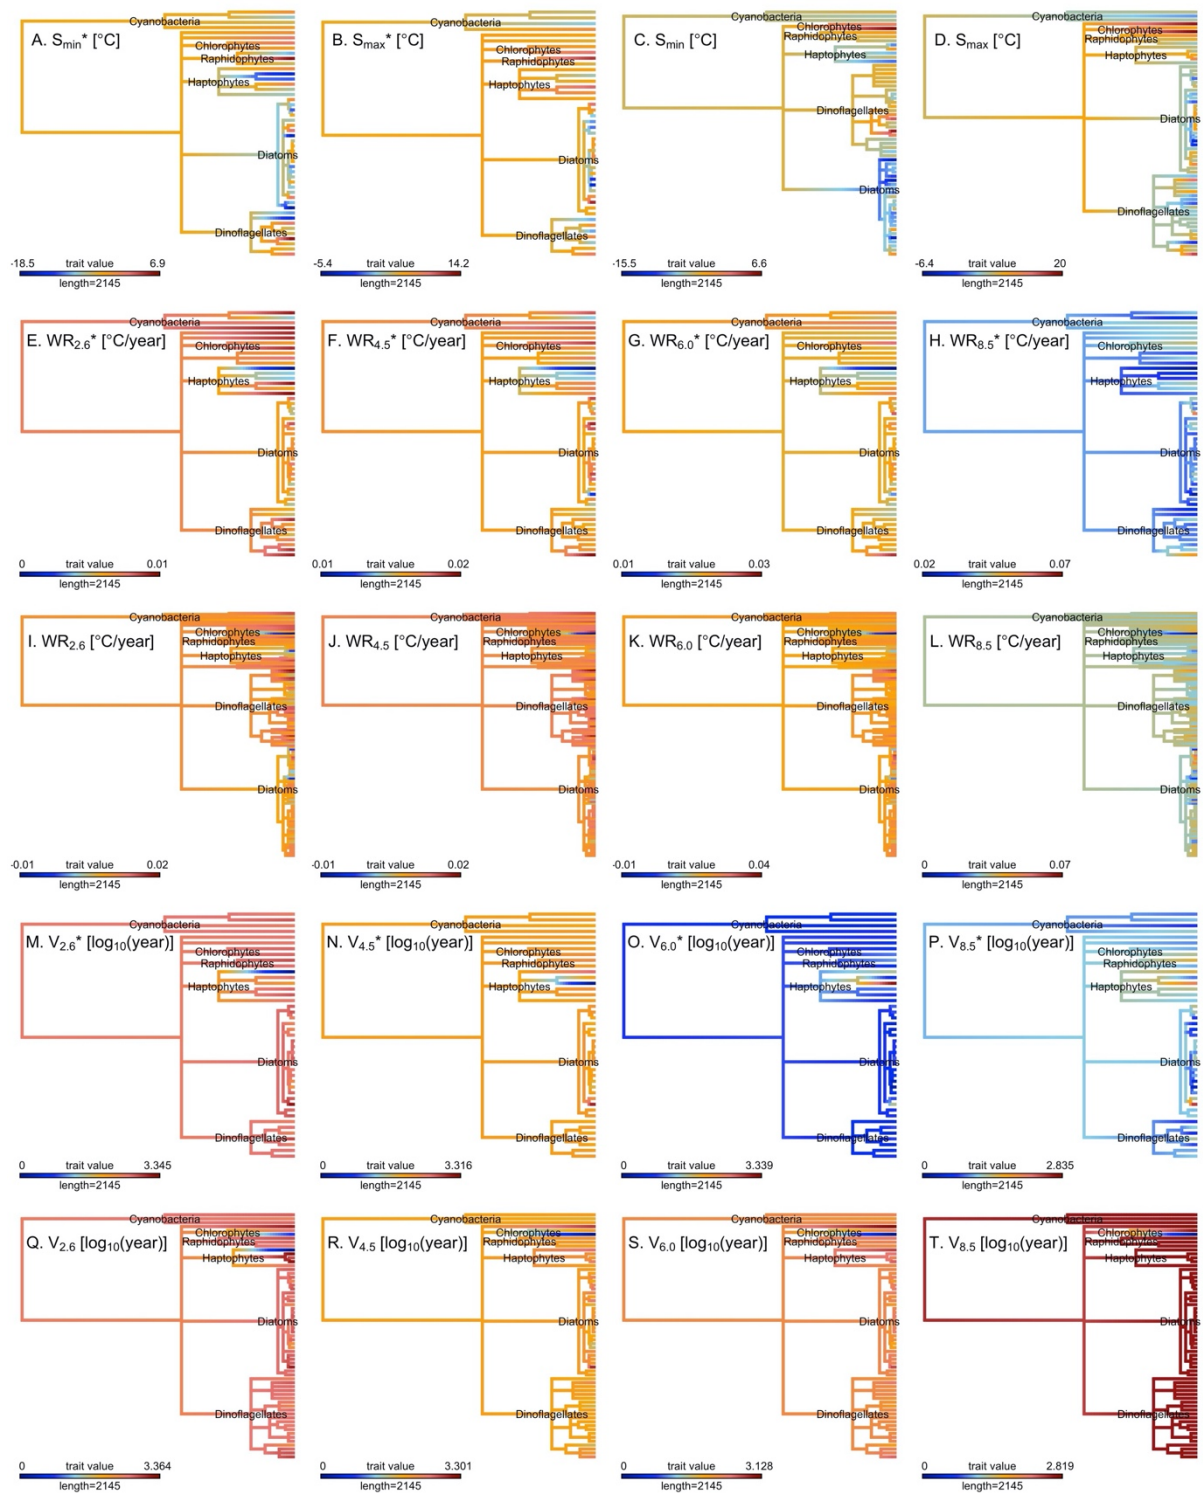 Cyanobacteria
A. Smin* [°C]
Chlorophytes
Raphidophytes
Haptophytes
Diatoms
Dinoflagellates
-18.5 trait value 6.9
length=2145
Cyanobacteria
B. Smax* [°C]
Chlorophytes
Raphidophytes
Haptophytes
Diatoms
Dinoflagellates
-5.4 trait value 14.2
length=2145
Cyanobacteria
C. Smin [°C]
Chlorophytes
Raphidophytes
Haptophytes
Dinoflagellates
Diatoms
-15.5 trait value 6.6
length=2145
Cyanobacteria
D. Smax [°C]
Chlorophytes
Raphidophytes
Haptophytes
Diatoms
Dinoflagellates
-6.4 trait value 20
length=2145
Cyanobacteria
E. WR2.6* [°C/year]
Chlorophytes
Haptophytes
Diatoms
Dinoflagellates
0 trait value 0.01
length=2145
Cyanobacteria
F. WR4.5* [°C/year]
Chlorophytes
Haptophytes
Diatoms
Dinoflagellates
0.01 trait value 0.02
length=2145
Cyanobacteria
G. WR6.0* [°C/year]
Chlorophytes
Haptophytes
Diatoms
Dinoflagellates
0.01 trait value 0.03
length=2145
Cyanobacteria
H. WR8.5* [°C/year]
Chlorophytes
Haptophytes
Diatoms
Dinoflagellates
0.02 trait value 0.07
length=2145
Cyanobacteria
I. WR2.6 [°C/year]
Chlorophytes
Raphidophytes
Haptophytes
Dinoflagellates
Diatoms
-0.01 trait value 0.02
length=2145
Cyanobacteria
J. WR4.5 [°C/year]
Chlorophytes
Raphidophytes
Haptophytes
Dinoflagellates
Diatoms
-0.01 trait value 0.02
length=2145
Cyanobacteria
K. WR6.0 [°C/year]
Chlorophytes
Raphidophytes
Haptophytes
Dinoflagellates
Diatoms
-0.01 trait value 0.04
length=2145
Cyanobacteria
L. WR8.5 [°C/year]
Chlorophytes
Raphidophytes
Haptophytes
Dinoflagellates
Diatoms
0 trait value 0.07
length=2145
Cyanobacteria
M. V2.6* [log10(year)]
Chlorophytes
Raphidophytes
Haptophytes
Diatoms
Dinoflagellates
0 trait value 3.345
length=2145
Cyanobacteria
N. V4.5* [log10(year)]
Chlorophytes
Raphidophytes
Haptophytes
Diatoms
Dinoflagellates
0 trait value 3.316
length=2145
Cyanobacteria
O. V6.0* [log10(year)]
Chlorophytes
Raphidophytes
Haptophytes
Diatoms
Dinoflagellates
0 trait value 3.339
length=2145
Cyanobacteria
P. V8.5* [log10(year)]
Chlorophytes
Raphidophytes
Haptophytes
Diatoms
Dinoflagellates
0 trait value 2.835
length=2145
Cyanobacteria
Q. V2.6 [log10(year)]
Chlorophytes
Raphidophytes
Haptophytes
Diatoms
Dinoflagellates
0 trait value 3.364
length=2145
Cyanobacteria
R. V4.5 [log10(year)]
Chlorophytes
Raphidophytes
Haptophytes
Diatoms
Dinoflagellates
0 trait value 3.301
length=2145
Cyanobacteria
S. V6.0 [log10(year)]
Chlorophytes
Raphidophytes
Haptophytes
Diatoms
Dinoflagellates
0 trait value 3.128
length=2145
Cyanobacteria
T. V8.5 [log10(year)]
Chlorophytes
Raphidophytes
Haptophytes
Diatoms
Dinoflagellates
0 trait value 2.819
length=2145